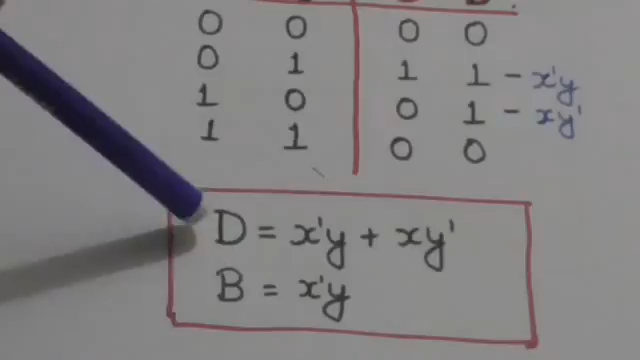 0 0 0 0
0 1 1 1 - x'y
1 0 0 1 - xy'
1 1 0 0
D = x'y + xy'
B = x'y